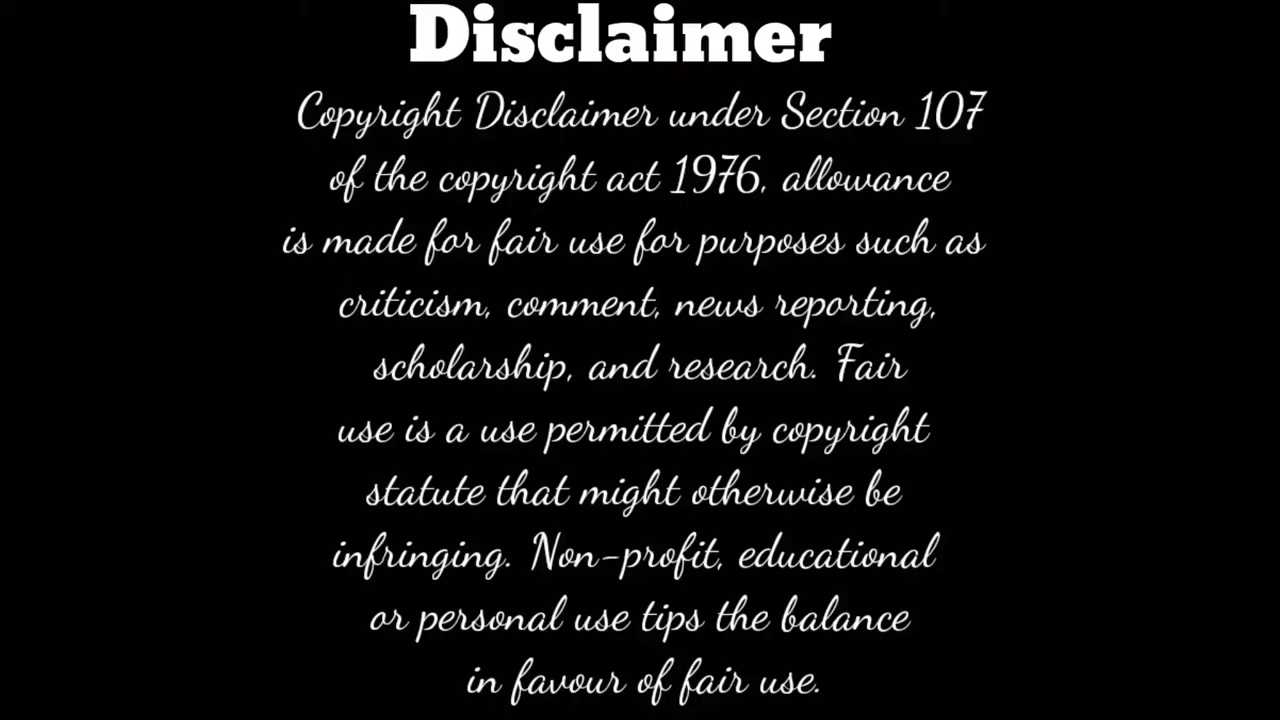 Disclaimer
Copyright Disclaimer under Section 107
of the copyright act 1976, allowance
is made for fair use for purposes such as
criticism, comment, news reporting,
scholarship, and research. Fair
use is a use permitted by copyright
statute that might otherwise be
infringing. Non-profit, educational
or personal use tips the balance
in favour of fair use.